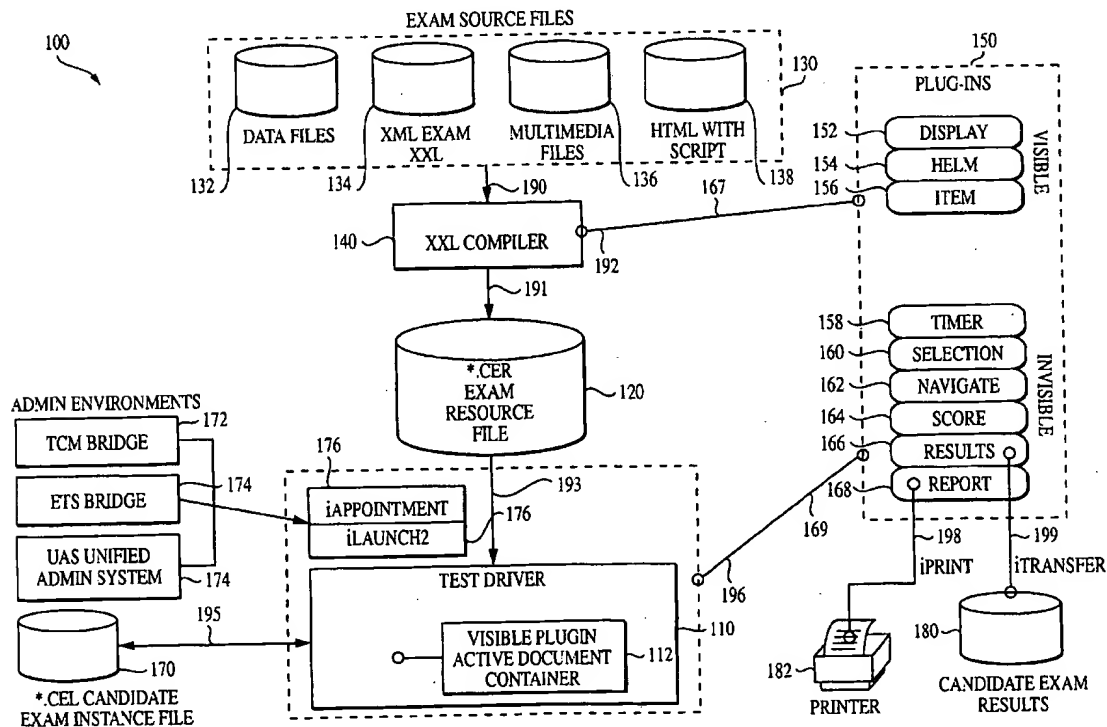 EXAM SOURCE FILES
100
130
DATA FILES
XML EXAM
XXL
MULTIMEDIA
FILES
HTML WITH
SCRIPT
132
134
136
138
190
140
XXL COMPILER
192
167
191
150
PLUG-INS
VISIBLE
152
DISPLAY
154
HELM
156
ITEM
INVISIBLE
158
TIMER
160
SELECTION
162
NAVIGATE
164
SCORE
166
RESULTS
168
REPORT
*.CER
EXAM
RESOURCE
FILE
120
ADMIN ENVIRONMENTS
172
TCM BRIDGE
174
ETS BRIDGE
UAS UNIFIED
ADMIN SYSTEM
174
176
iAPPOINTMENT
iLAUNCH2
176
193
169
196
198
iPRINT
199
iTRANSFER
TEST DRIVER
110
VISIBLE PLUGIN
ACTIVE DOCUMENT
CONTAINER
112
195
170
*.CEL CANDIDATE
EXAM INSTANCE FILE
182
PRINTER
180
CANDIDATE EXAM
RESULTS